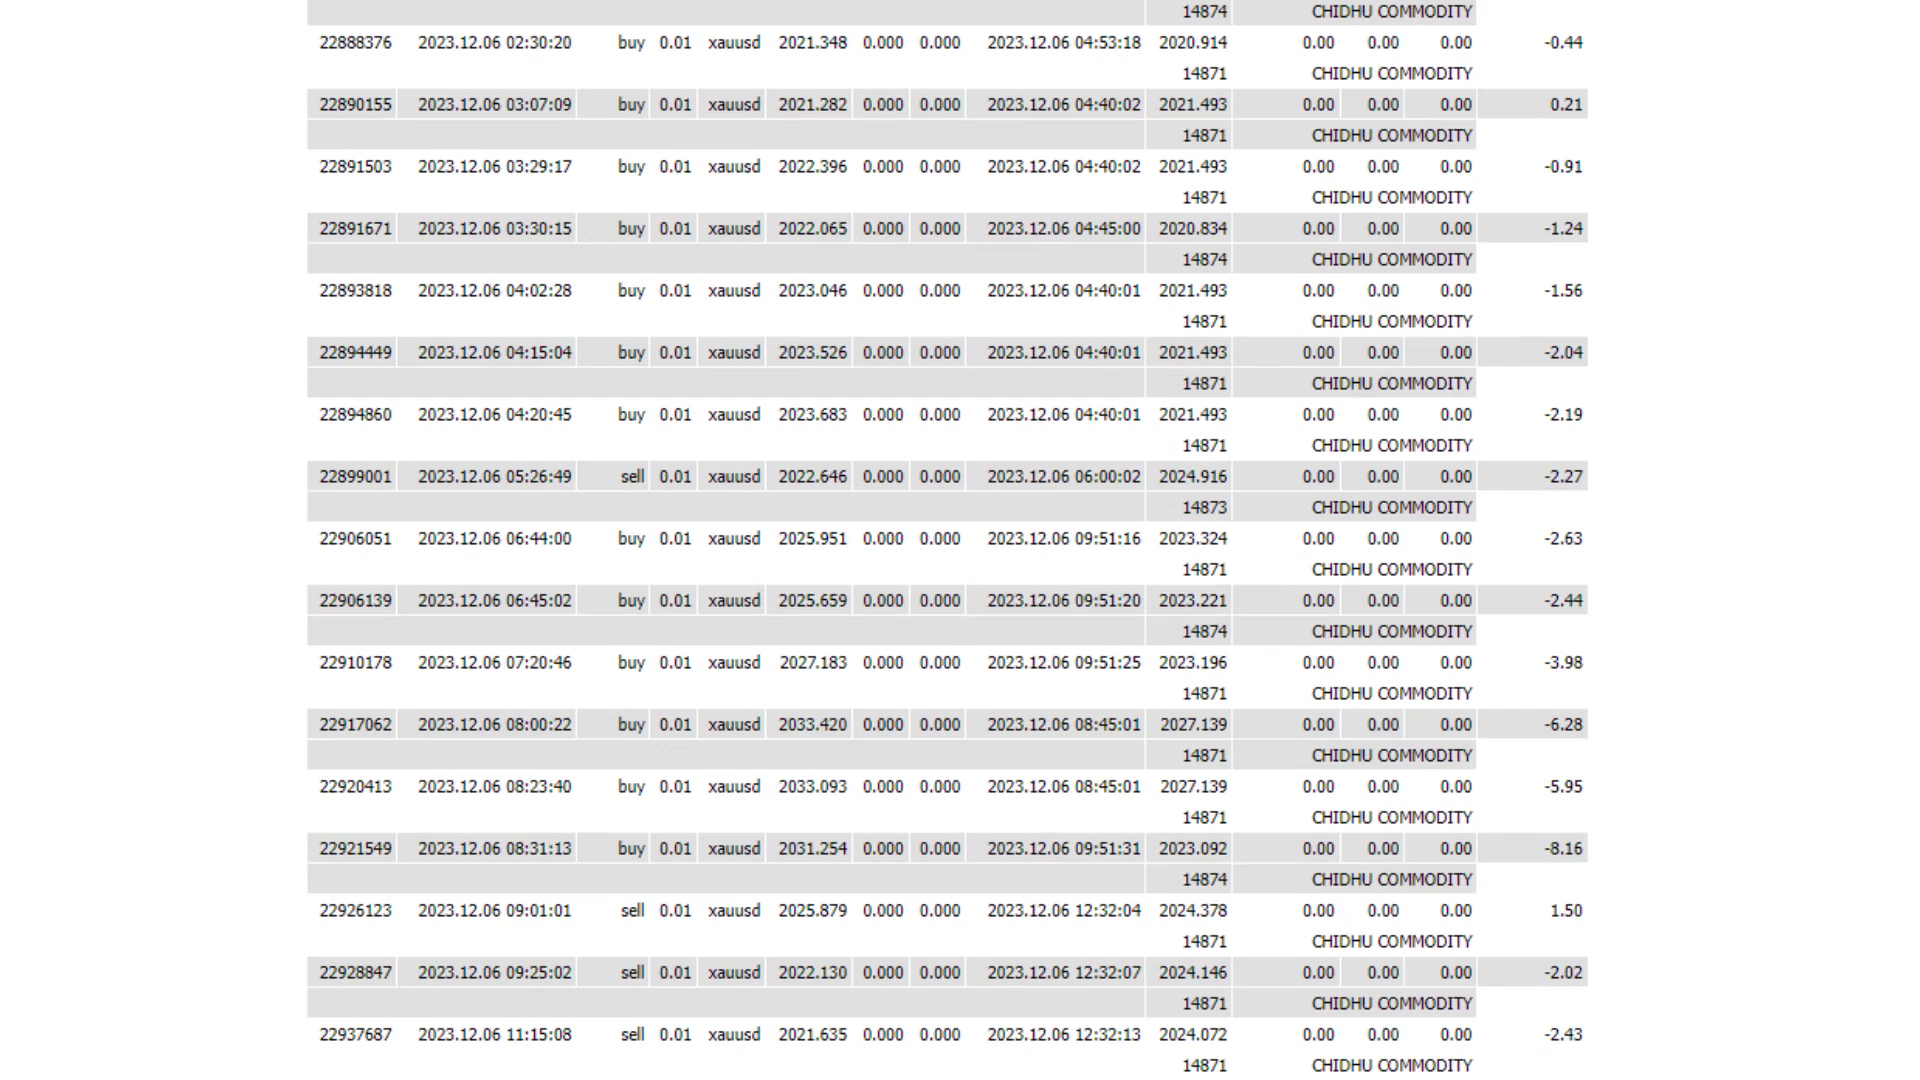 14874 CHIDHU COMMODITY
22888376 2023.12.06 02:30:20 buy 0.01 xauusd 2021.348 0.000 0.000 2023.12.06 04:53:18 2020.914 0.00 0.00 0.00 -0.44
14871 CHIDHU COMMODITY
22890155 2023.12.06 03:07:09 buy 0.01 xauusd 2021.282 0.000 0.000 2023.12.06 04:40:02 2021.493 0.00 0.00 0.00 0.21
14871 CHIDHU COMMODITY
22891503 2023.12.06 03:29:17 buy 0.01 xauusd 2022.396 0.000 0.000 2023.12.06 04:40:02 2021.493 0.00 0.00 0.00 -0.91
14871 CHIDHU COMMODITY
22891671 2023.12.06 03:30:15 buy 0.01 xauusd 2022.065 0.000 0.000 2023.12.06 04:45:00 2020.834 0.00 0.00 0.00 -1.24
14874 CHIDHU COMMODITY
22893818 2023.12.06 04:02:28 buy 0.01 xauusd 2023.046 0.000 0.000 2023.12.06 04:40:01 2021.493 0.00 0.00 0.00 -1.56
14871 CHIDHU COMMODITY
22894449 2023.12.06 04:15:04 buy 0.01 xauusd 2023.526 0.000 0.000 2023.12.06 04:40:01 2021.493 0.00 0.00 0.00 -2.04
14871 CHIDHU COMMODITY
22894860 2023.12.06 04:20:45 buy 0.01 xauusd 2023.683 0.000 0.000 2023.12.06 04:40:01 2021.493 0.00 0.00 0.00 -2.19
14871 CHIDHU COMMODITY
22899001 2023.12.06 05:26:49 sell 0.01 xauusd 2022.646 0.000 0.000 2023.12.06 06:00:02 2024.916 0.00 0.00 0.00 -2.27
14873 CHIDHU COMMODITY
22906051 2023.12.06 06:44:00 buy 0.01 xauusd 2025.951 0.000 0.000 2023.12.06 09:51:16 2023.324 0.00 0.00 0.00 -2.63
14871 CHIDHU COMMODITY
22906139 2023.12.06 06:45:02 buy 0.01 xauusd 2025.659 0.000 0.000 2023.12.06 09:51:20 2023.221 0.00 0.00 0.00 -2.44
14874 CHIDHU COMMODITY
22910178 2023.12.06 07:20:46 buy 0.01 xauusd 2027.183 0.000 0.000 2023.12.06 09:51:25 2023.196 0.00 0.00 0.00 -3.98
14871 CHIDHU COMMODITY
22917062 2023.12.06 08:00:22 buy 0.01 xauusd 2033.420 0.000 0.000 2023.12.06 08:45:01 2027.139 0.00 0.00 0.00 -6.28
14871 CHIDHU COMMODITY
22920413 2023.12.06 08:23:40 buy 0.01 xauusd 2033.093 0.000 0.000 2023.12.06 08:45:01 2027.139 0.00 0.00 0.00 -5.95
14871 CHIDHU COMMODITY
22921549 2023.12.06 08:31:13 buy 0.01 xauusd 2031.254 0.000 0.000 2023.12.06 09:51:31 2023.092 0.00 0.00 0.00 -8.16
14874 CHIDHU COMMODITY
22926123 2023.12.06 09:01:01 sell 0.01 xauusd 2025.879 0.000 0.000 2023.12.06 12:32:04 2024.378 0.00 0.00 0.00 1.50
14871 CHIDHU COMMODITY
22928847 2023.12.06 09:25:02 sell 0.01 xauusd 2022.130 0.000 0.000 2023.12.06 12:32:07 2024.146 0.00 0.00 0.00 -2.02
14871 CHIDHU COMMODITY
22937687 2023.12.06 11:15:08 sell 0.01 xauusd 2021.635 0.000 0.000 2023.12.06 12:32:13 2024.072 0.00 0.00 0.00 -2.43
14871 CHIDHU COMMODITY